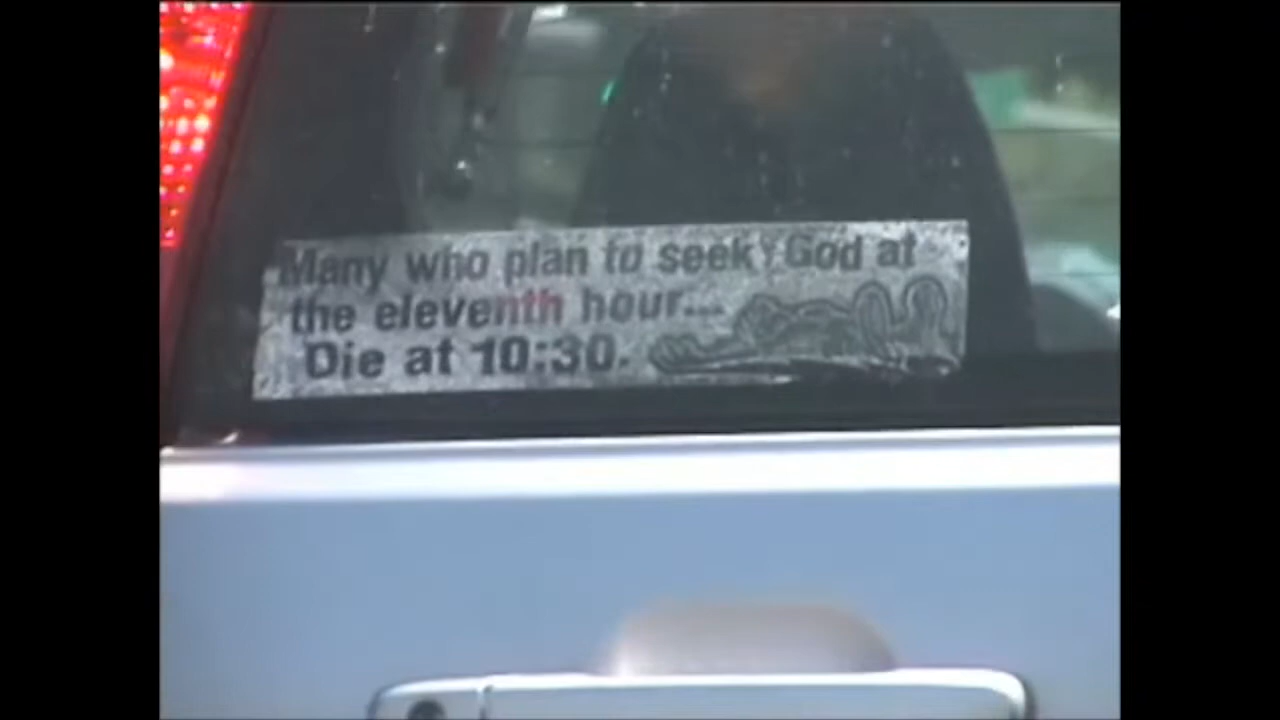 Many who plan to seek God at
the eleventh hour...
Die at 10:30.